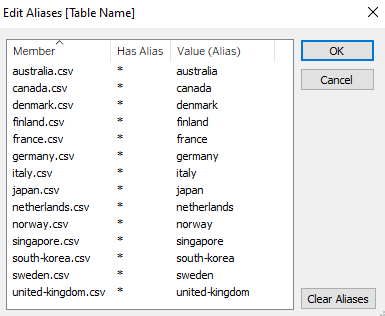 Edit Aliases [Table Name]
Member Has Alias Value (Alias)
australia.csv * australia
canada.csv * canada
denmark.csv * denmark
finland.csv * finland
france.csv * france
germany.csv * germany
italy.csv * italy
japan.csv * japan
netherlands.csv * netherlands
norway.csv * norway
singapore.csv * singapore
south-korea.csv * south-korea
sweden.csv * sweden
united-kingdom.csv * united-kingdom
OK
Cancel
Clear Aliases